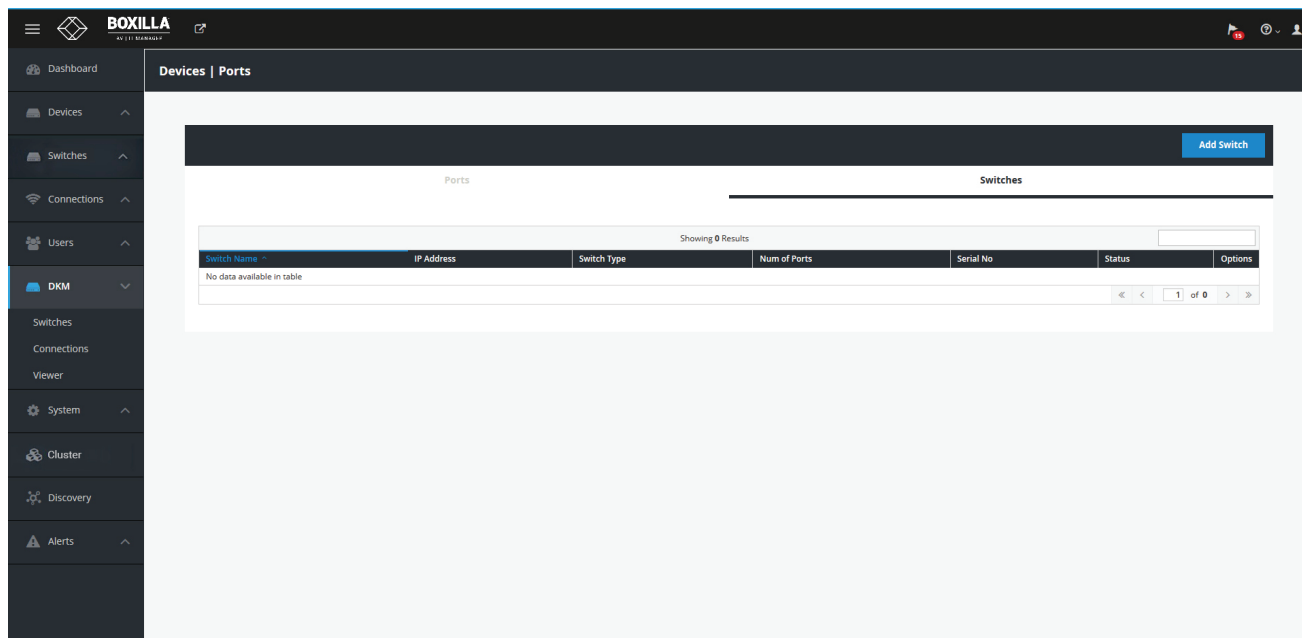 BOXILLA
AV | IT MANAGER
15
Dashboard
Devices | Ports
Devices
Switches
Add Switch
Ports
Switches
Connections
Users
Showing 0 Results
Switch Name
IP Address
Switch Type
Num of Ports
Serial No
Status
Options
No data available in table
DKM
1 of 0
Switches
Connections
Viewer
System
Cluster
Discovery
Alerts